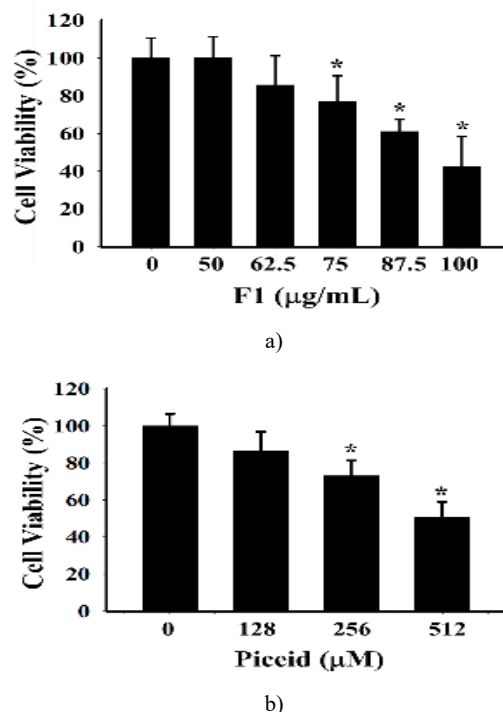 120
100
80
60
40
20
0
Cell Viability (%)
* * *
0 50 62.5 75 87.5 100
F1 (μg/mL)
a)
120
100
80
60
40
20
0
Cell Viability (%)
* *
0 128 256 512
Piceid (μM)
b)